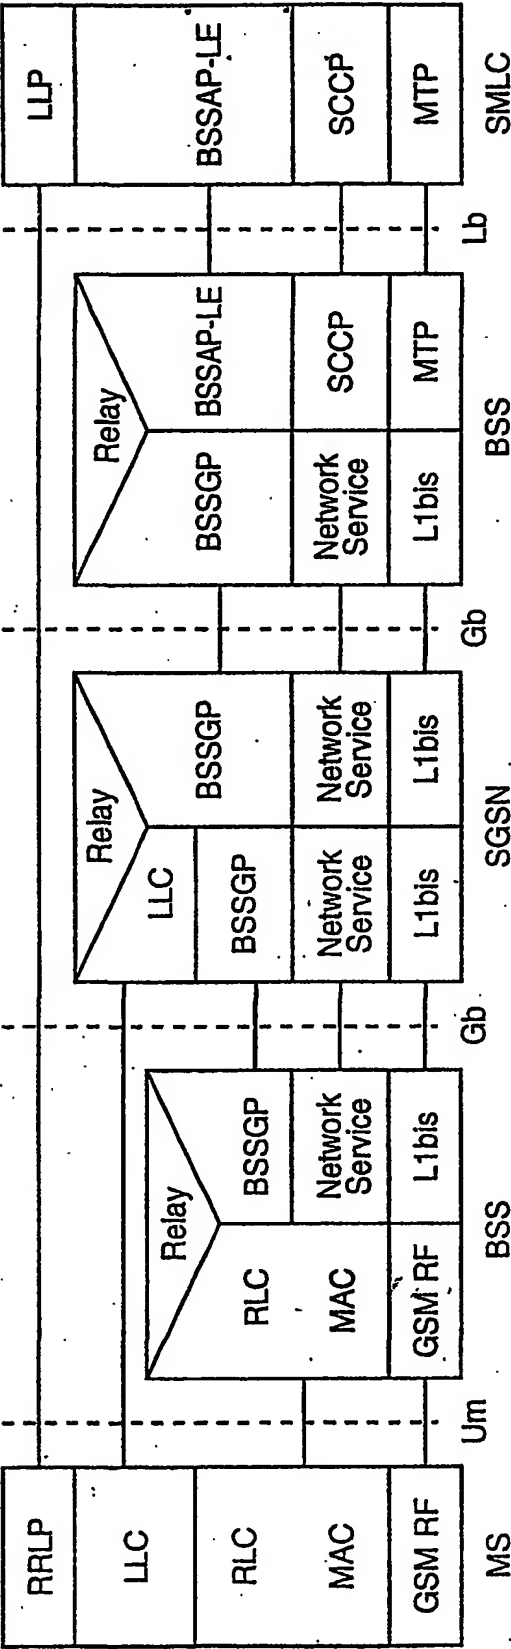 RRLP
LLC
RLC
MAC
GSM RF
MS
Um
Relay
RLC
MAC
GSM RF
BSSGP
Network
Service
L1bis
BSS
Gb
Relay
LLC
BSSGP
Network
Service
L1bis
BSSGP
Network
Service
L1bis
SGSN
Gb
Relay
BSSGP
Network
Service
L1bis
BSSAP-LE
SCCP
MTP
BSS
Lb
LLP
BSSAP-LE
SCCP
MTP
SMLC